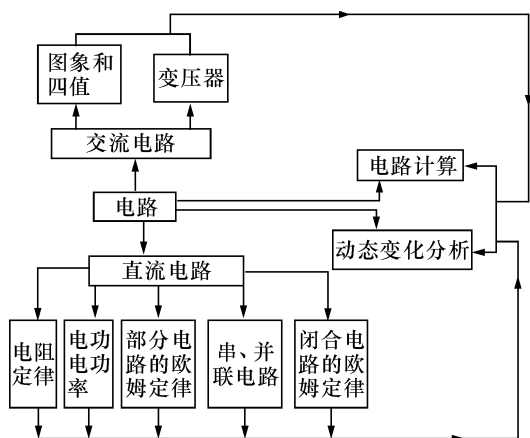 图象和
四值
变压器
交流电路
电路计算
电路
动态变化分析
直流电路
电阻
定律
电功
电功
率
部分电
路的欧
姆定律
串、并
联电路
闭合电
路的欧
姆定律